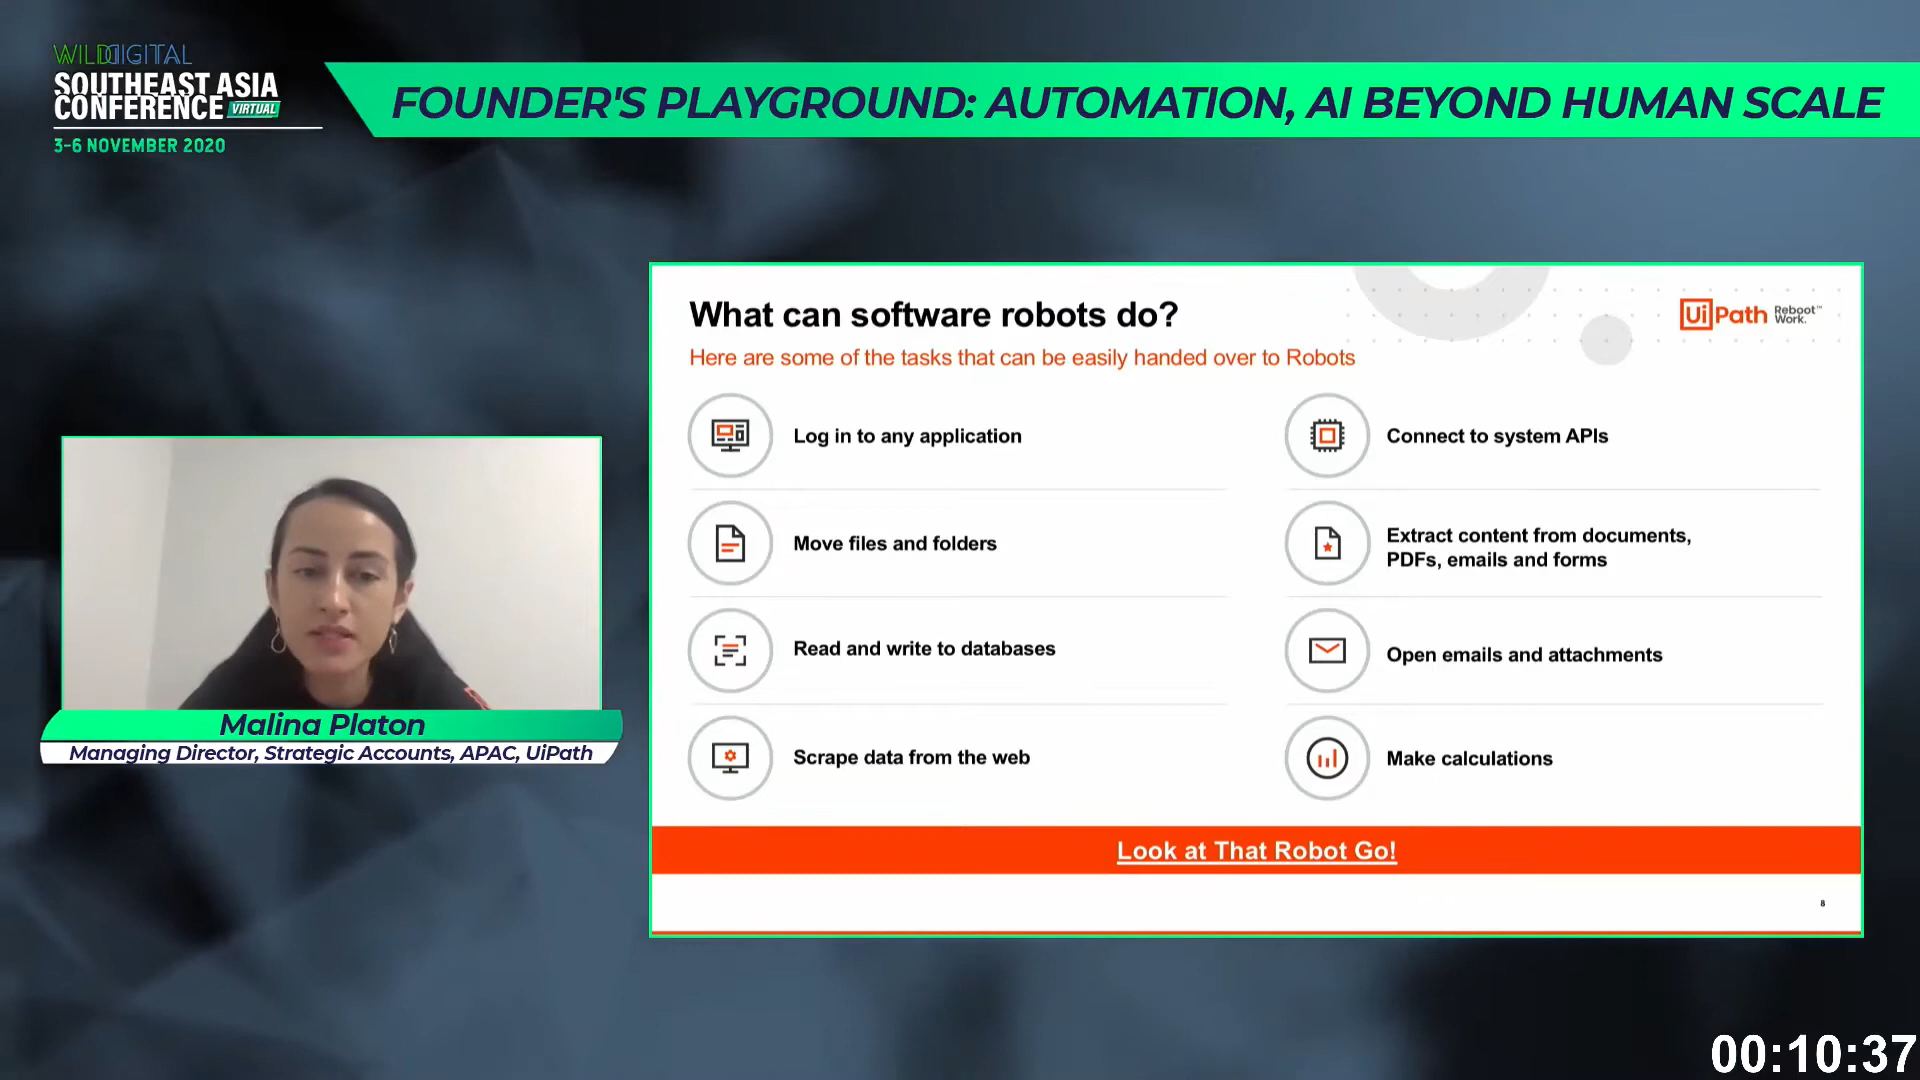 WILDDIGITAL
SOUTHEAST ASIA
CONFERENCE VIRTUAL
3-6 NOVEMBER 2020
FOUNDER'S PLAYGROUND: AUTOMATION, AI BEYOND HUMAN SCALE
What can software robots do?
Here are some of the tasks that can be easily handed over to Robots
UiPath Reboot Work.™
Log in to any application
Connect to system APIs
Move files and folders
Extract content from documents,
PDFs, emails and forms
Read and write to databases
Open emails and attachments
Scrape data from the web
Make calculations
Look at That Robot Go!
8
Malina Platon
Managing Director, Strategic Accounts, APAC, UiPath
00:10:37